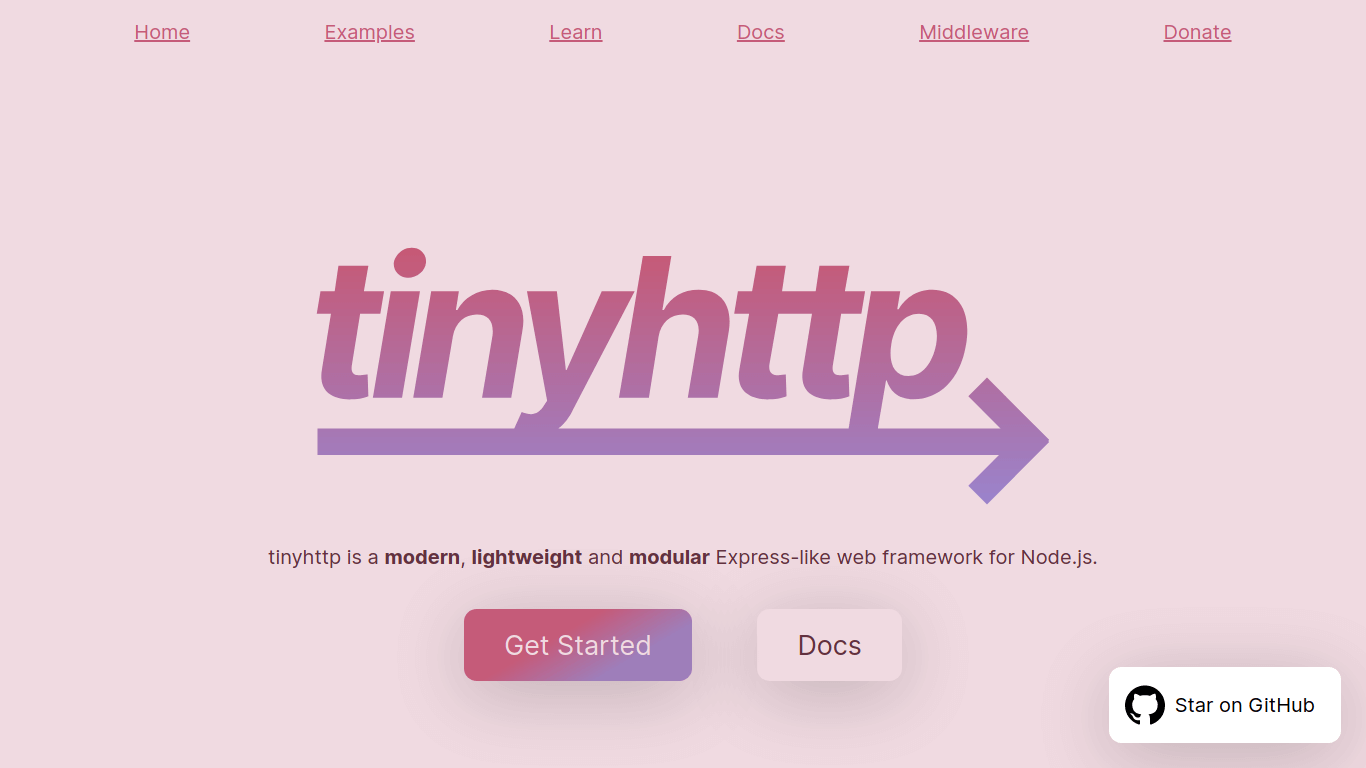 Home Examples Learn Docs Middleware Donate
tinyhttp
tinyhttp is a modern, lightweight and modular Express-like web framework for Node.js.
Get Started Docs
Star on GitHub